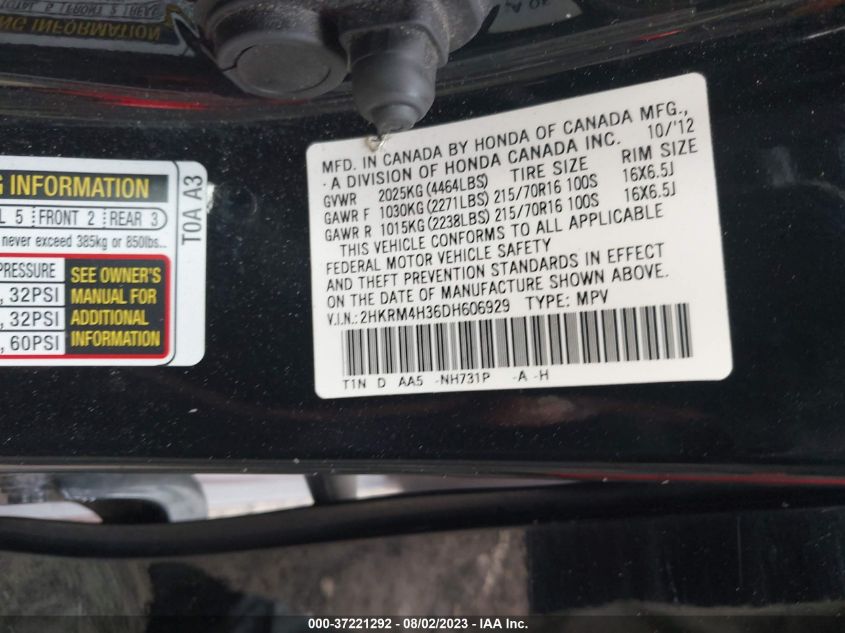 G INFORMATION
L 5 FRONT 2 REAR 3
never exceed 385kg or 850lbs..
PRESSURE
, 32PSI
, 32PSI
, 60PSI
SEE OWNER'S
MANUAL FOR
ADDITIONAL
INFORMATION
T0A A3
MFD. IN CANADA BY HONDA OF CANADA MFG.,
· A DIVISION OF HONDA CANADA INC. 10/'12
GVWR 2025KG (4464LBS) TIRE SIZE RIM SIZE
GAWR F 1030KG (2271LBS) 215/70R16 100S 16X6.5J
GAWR R 1015KG (2238LBS) 215/70R16 100S 16X6.5J
THIS VEHICLE CONFORMS TO ALL APPLICABLE
FEDERAL MOTOR VEHICLE SAFETY
AND THEFT PREVENTION STANDARDS IN EFFECT
ON THE DATE OF MANUFACTURE SHOWN ABOVE.
V.I.N.: 2HKRM4H36DH606929 TYPE: MPV
T1N D AA5 -NH731P -A -H
000-37221292 - 08/02/2023 - IAA Inc.